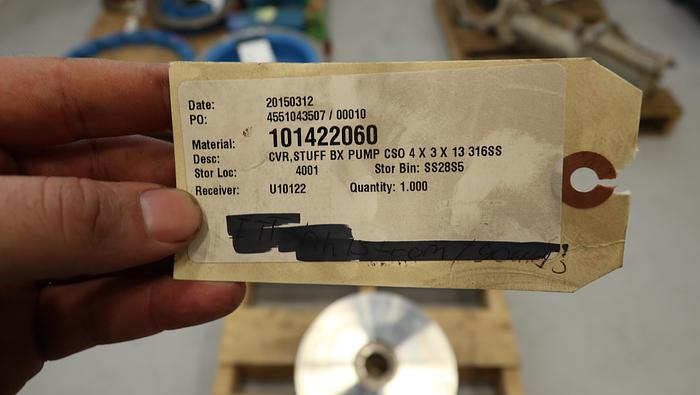 Date: 20150312
PO: 4551043507 / 00010
Material: 101422060
Desc: CVR,STUFF BX PUMP CSO 4 X 3 X 13 316SS
Stor Loc: 4001 Stor Bin: SS28S5
Receiver: U10122 Quantity: 1.000